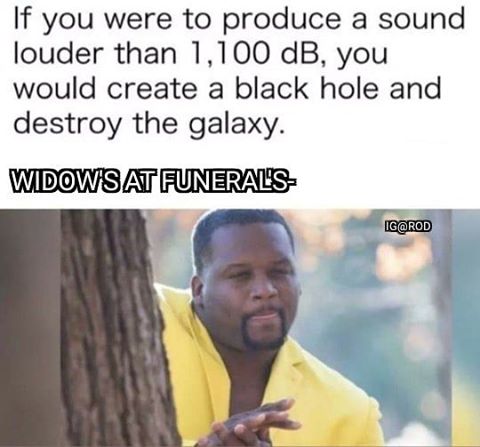 If you were to produce a sound
louder than 1,100 dB, you
would create a black hole and
destroy the galaxy.
WIDOW'S AT FUNERAL'S-
IG@ROD